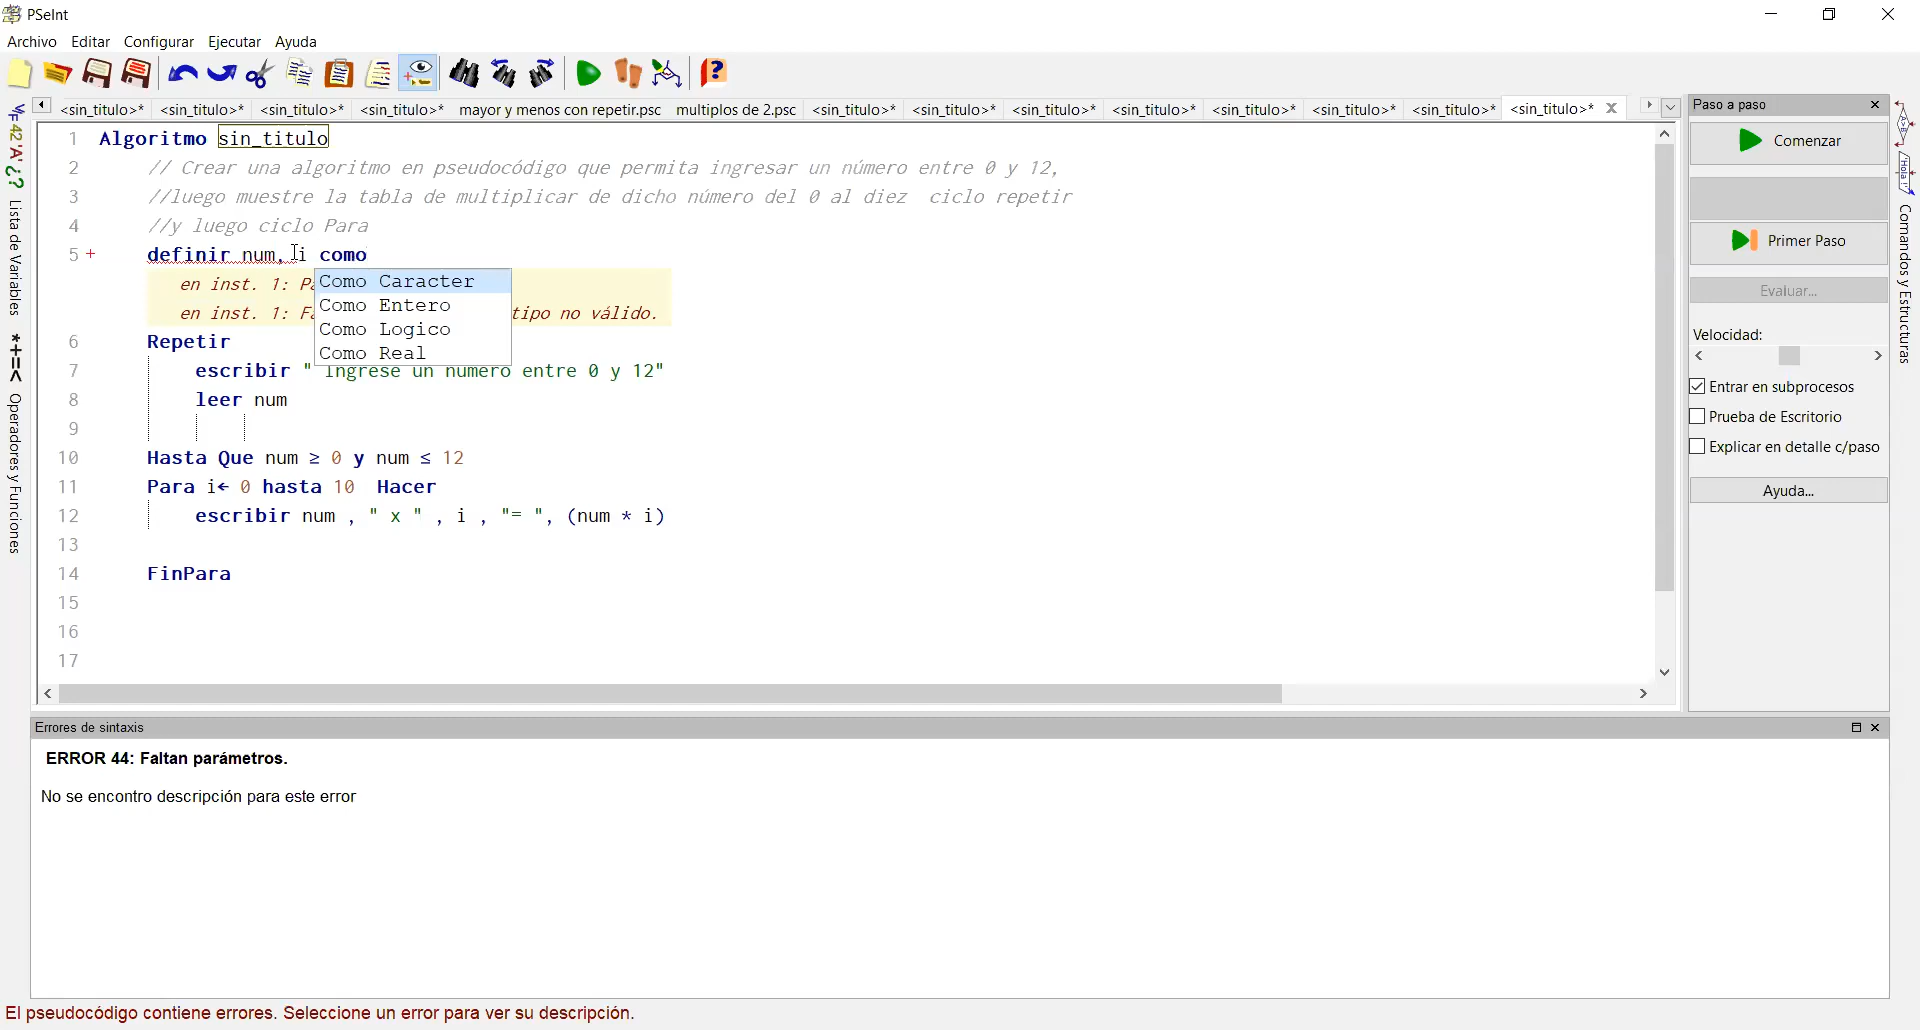 PSeInt
Archivo Editar Configurar Ejecutar Ayuda
<sin_titulo>* <sin_titulo>* <sin_titulo>* <sin_titulo>* mayor y menos con repetir.psc multiplos de 2.psc <sin_titulo>* <sin_titulo>* <sin_titulo>* <sin_titulo>* <sin_titulo>* <sin_titulo>* <sin_titulo>* <sin_titulo>*
Lista de Variables
*+=<
Operadores y Funciones
1 Algoritmo sin_titulo
2 // Crear una algoritmo en pseudocódigo que permita ingresar un número entre 0 y 12,
3 //luego muestre la tabla de multiplicar de dicho número del 0 al diez ciclo repetir
4 //y luego ciclo Para
5 + definir num, i como
en inst. 1:
en inst. 1: tipo no válido.
Como Caracter
Como Entero
Como Logico
Como Real
6 Repetir
7 escribir " Ingrese un numero entre 0 y 12"
8 leer num
9
10 Hasta Que num ≥ 0 y num ≤ 12
11 Para i← 0 hasta 10 Hacer
12 escribir num , " x " , i , "= ", (num * i)
13
14 FinPara
15
16
17
Paso a paso
Comenzar
Primer Paso
Evaluar...
Velocidad:
Entrar en subprocesos
Prueba de Escritorio
Explicar en detalle c/paso
Ayuda...
Comandos y Estructuras
Errores de sintaxis
ERROR 44: Faltan parámetros.
No se encontro descripción para este error
El pseudocódigo contiene errores. Seleccione un error para ver su descripción.